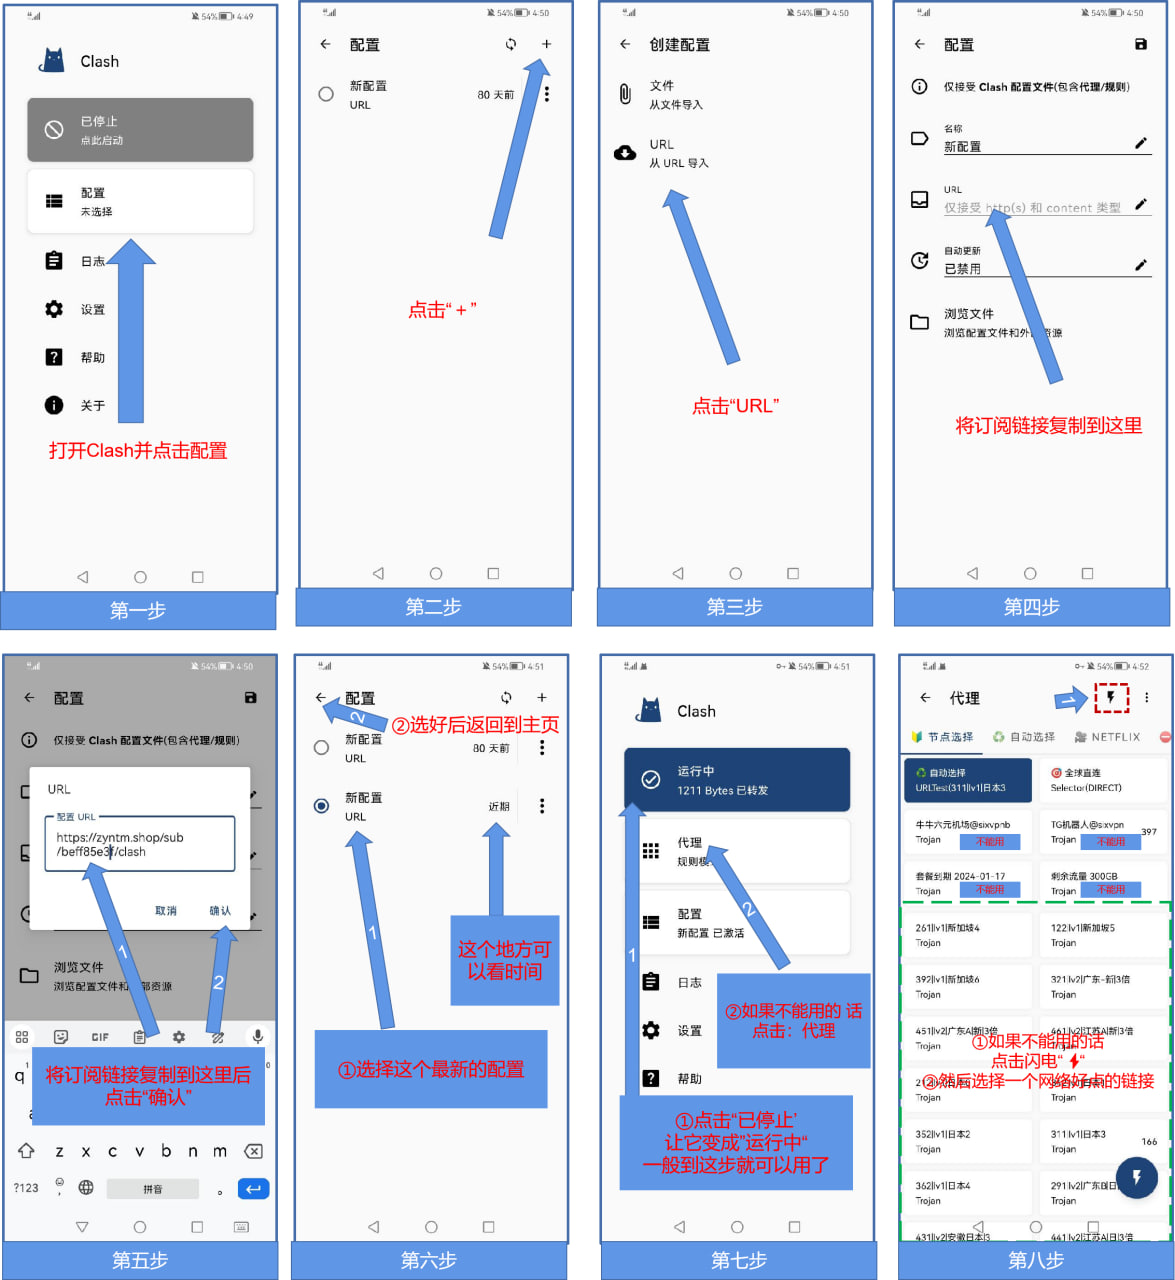 54% 4:49
Clash
已停止
点此启动
配置
未选择
日志
设置
帮助
关于
打开Clash并点击配置
第一步
54% 4:50
配置
新配置
URL
80 天前
点击“ + ”
第二步
54% 4:50
创建配置
文件
从文件导入
URL
从 URL 导入
点击“URL”
第三步
54% 4:50
配置
仅接受 Clash 配置文件(包含代理/规则)
名称
新配置
URL
仅接受 http(s) 和 content 类型
自动更新
已禁用
浏览文件
浏览配置文件和外部资源
将订阅链接复制到这里
第四步
54% 4:50
配置
仅接受 Clash 配置文件(包含代理/规则)
URL
配置 URL
https://zyntm.shop/sub
/beff85e3f/clash
取消
确认
1
2
浏览文件
浏览配置文件和外部资源
GIF
将订阅链接复制到这里后
点击“确认”
q
z x c v b n m
?123
拼音
第五步
54% 4:51
配置
2
②选好后返回到主页
新配置
URL
80 天前
新配置
URL
近期
1
这个地方可
以看时间
①选择这个最新的配置
第六步
54% 4:51
Clash
运行中
1211 Bytes 已转发
代理
规则模
配置
新配置 已激活
日志
设置
帮助
1
2
②如果不能用的 话
点击：代理
①点击“已停止‘
让它变成”运行中“
一般到这步就可以用了
第七步
54% 4:52
代理
1
节点选择
自动选择
NETFLIX
自动选择
URLTest(311|lv1|日本3)
全球直连
Selector(DIRECT)
牛牛六元机场@sixvpnb
Trojan
不能用
TG机器人@sixvpn
Trojan
不能用
397
套餐到期 2024-01-17
Trojan
不能用
剩余流量 300GB
Trojan
不能用
261|lv1|新加坡4
Trojan
122|lv1|新加坡5
Trojan
392|lv1|新加坡6
Trojan
321|lv2|广东-新|3倍
Trojan
451|lv2|广东A|新|3倍
Trojan
461|lv2|江苏A|新|3倍
①如果不能用的话
点击闪电“ “
②然后选择一个网络好点的链接
Trojan
Trojan
352|lv1|日本2
Trojan
311|lv1|日本3
Trojan
166
362|lv1|日本4
Trojan
291|lv2|广东B|日
Trojan
431|lv2|安徽日本|3
441|lv2|江苏A|日|3倍
第八步